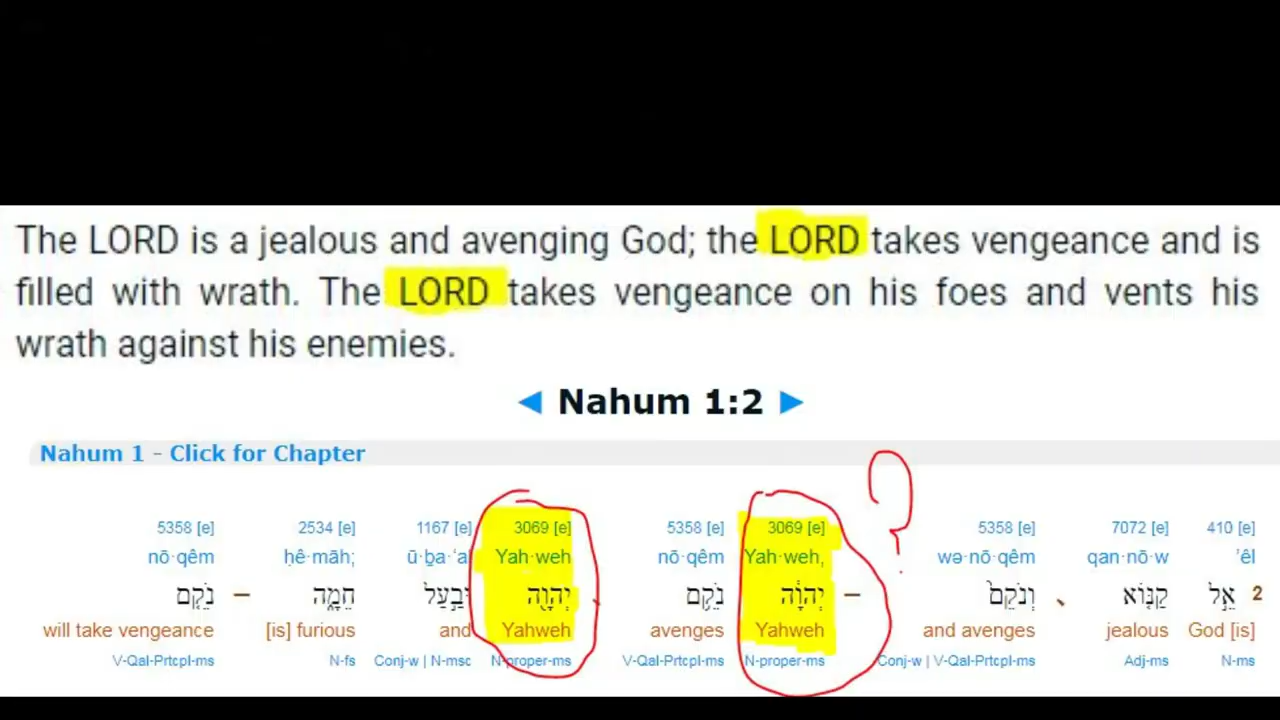 The LORD is a jealous and avenging God; the LORD takes vengeance and is
filled with wrath. The LORD takes vengeance on his foes and vents his
wrath against his enemies.
◄ Nahum 1:2 ►
Nahum 1 - Click for Chapter
?
5358 [e] 2534 [e] 1167 [e] 3069 [e] 5358 [e] 3069 [e] 5358 [e] 7072 [e] 410 [e]
nō·qêm ḥê·māh; ū·ḇa·‘a Yah·weh nō·qêm Yah·weh, wə·nō·qêm qan·nō·w ’êl
2 אֵ֣ל קַנּ֤וֹא 、 וְנֹקֵם֙ – יְהוָ֔ה נֹקֵ֥ם יְהוָ֖ה וּבַ֣עַל חֵמָ֑ה – נֹקֵ֤ם
will take vengeance [is] furious and Yahweh avenges Yahweh and avenges jealous God [is]
V-Qal-Prtcpl-ms N-fs Conj-w | N-msc N-proper-ms V-Qal-Prtcpl-ms N-proper-ms Conj-w | V-Qal-Prtcpl-ms Adj-ms N-ms